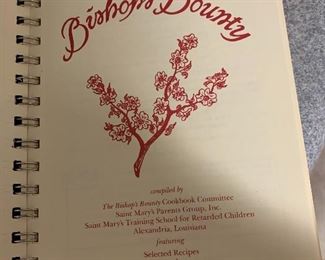 Bishop's Bounty
compiled by
The Bishop's Bounty Cookbook Committee
Saint Mary's Parents Group, Inc.
Saint Mary's Training School for Retarded Children
Alexandria, Louisiana
featuring
Selected Recipes